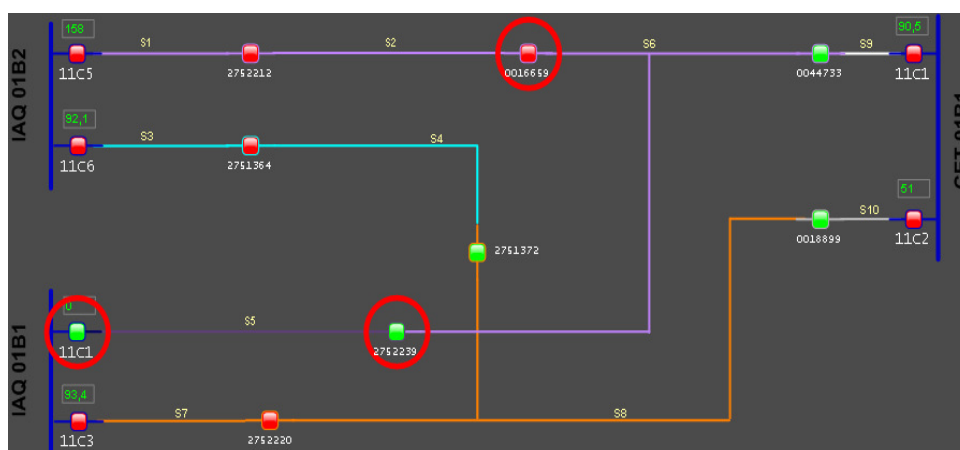 158
90,5
S1
S2
S6
S9
11C5
2752212
0016659
0044733
11C1
IAQ 01B2
92,1
S3
S4
11C6
2751364
51
S10
0018899
11C2
2751372
0
S5
11C1
2752239
IAQ 01B1
93,4
S7
S8
11C3
2752220